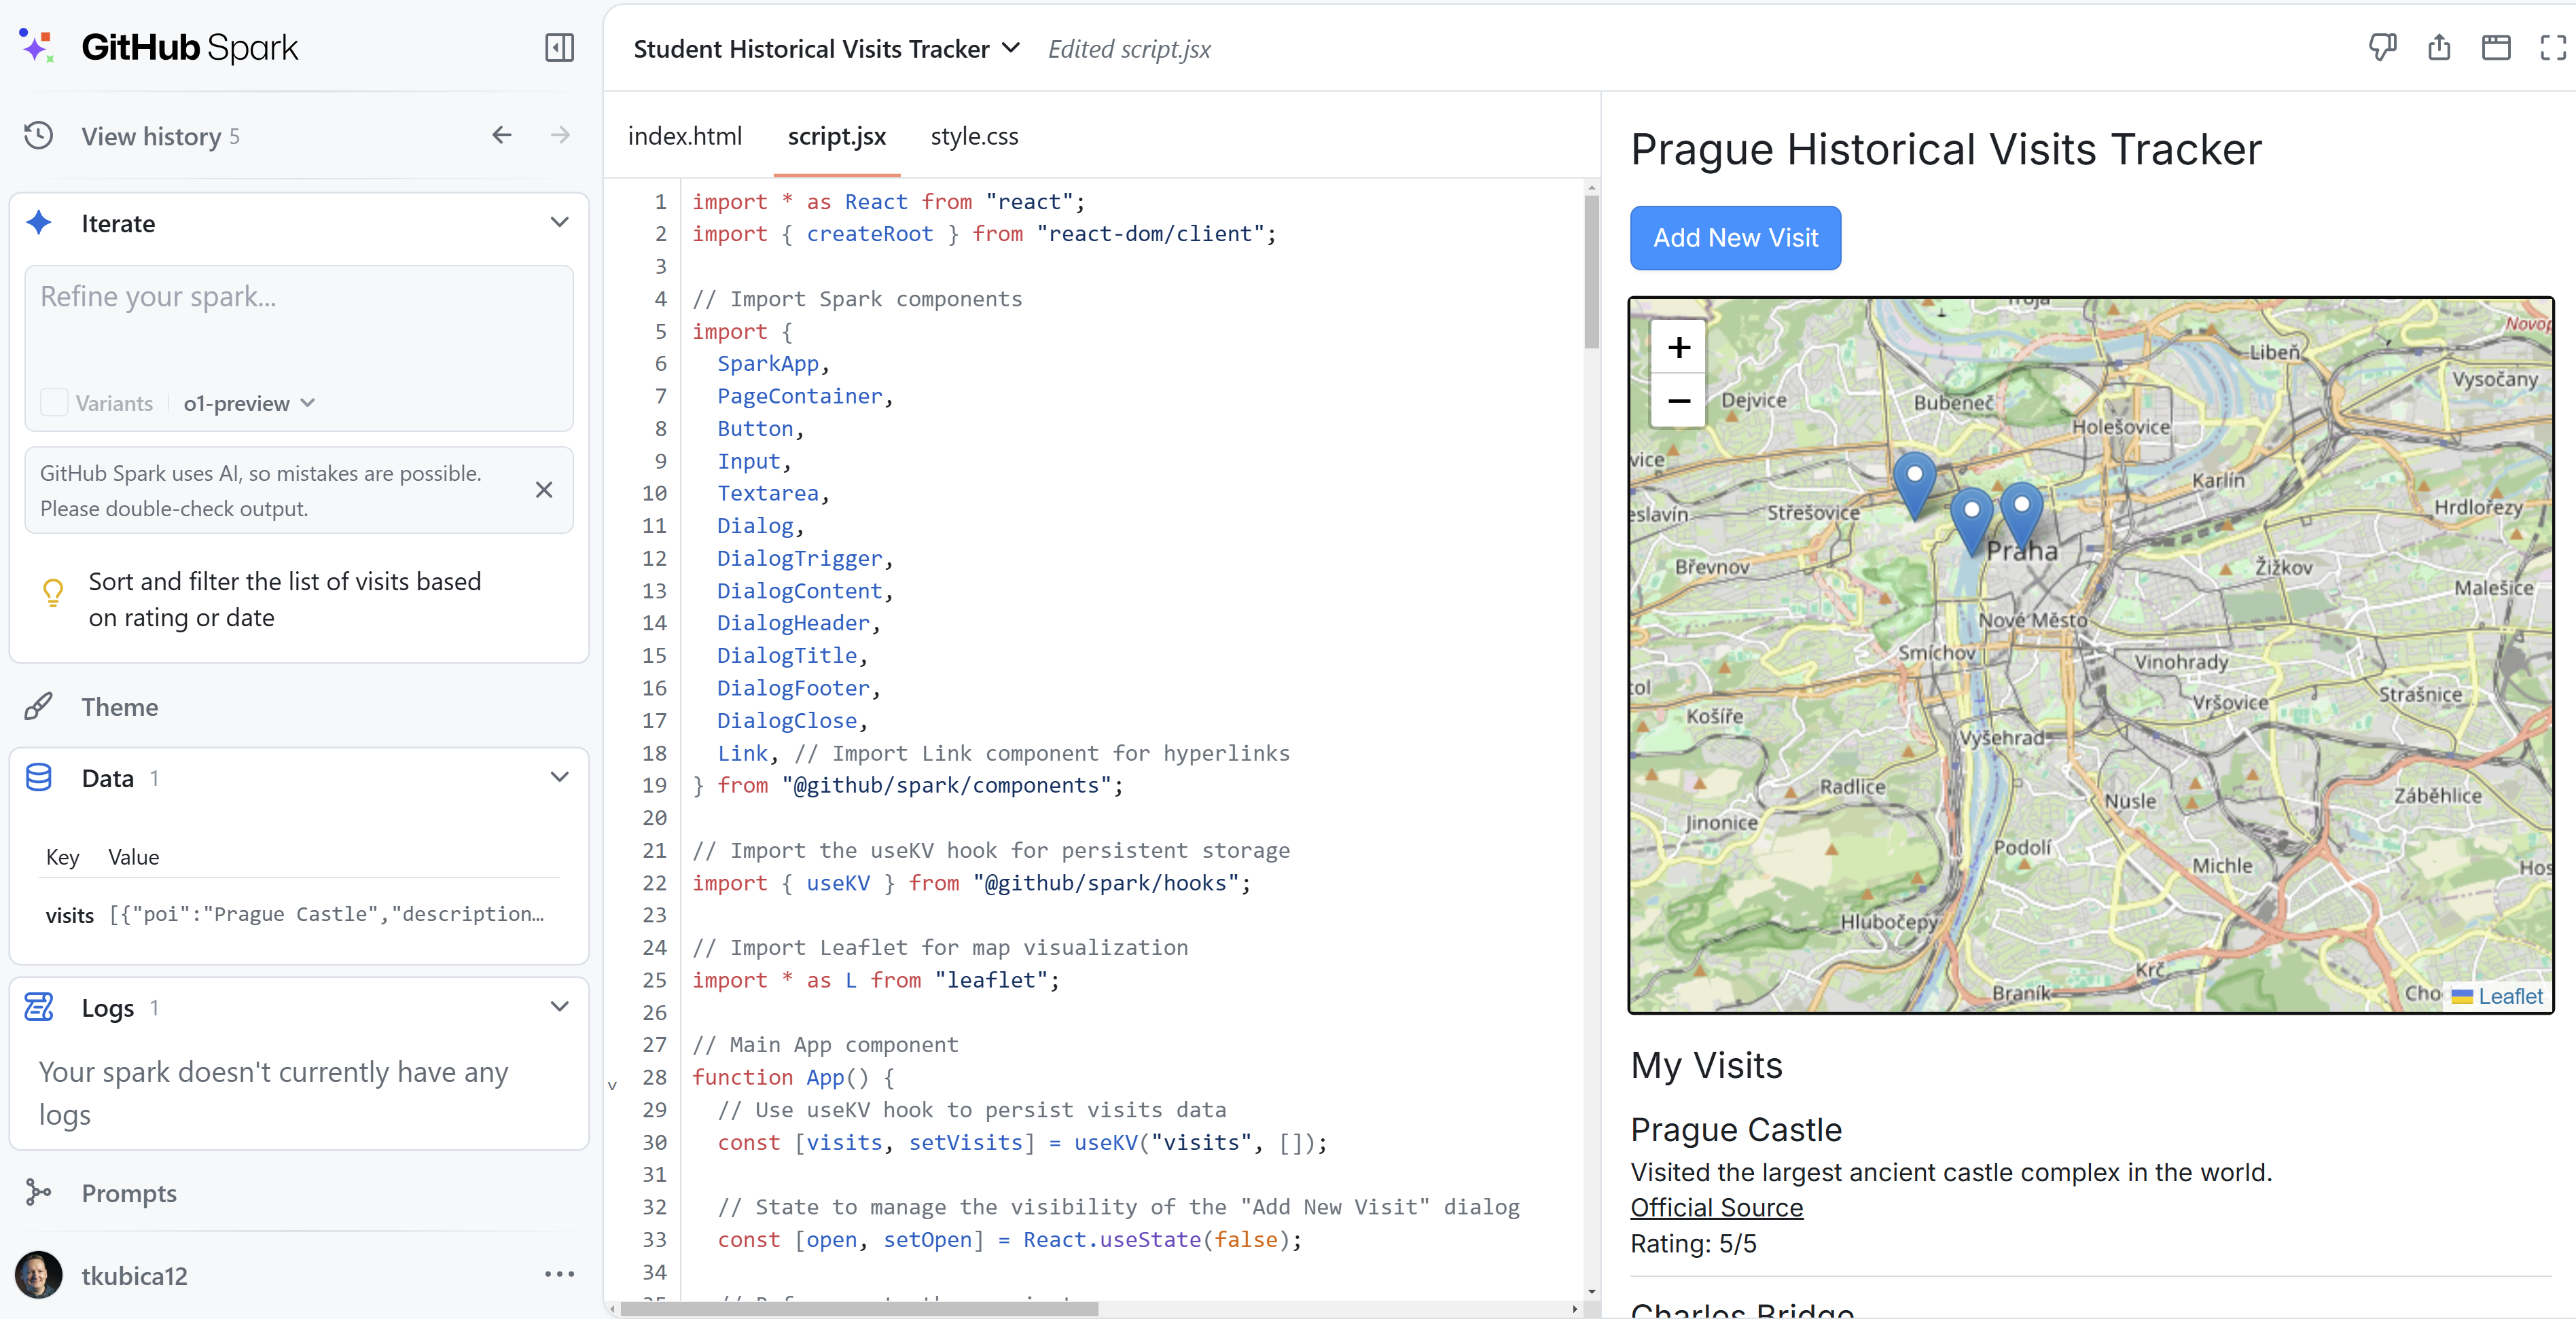 GitHub Spark
View history 5
Iterate
Refine your spark...
Variants
o1-preview
GitHub Spark uses AI, so mistakes are possible.
Please double-check output.
Sort and filter the list of visits based
on rating or date
Theme
Data 1
Key Value
visits [{"poi":"Prague Castle","description…
Logs 1
Your spark doesn't currently have any
logs
Prompts
tkubica12
Student Historical Visits Tracker
Edited script.jsx
index.html
script.jsx
style.css
1 import * as React from "react";
2 import { createRoot } from "react-dom/client";
3
4 // Import Spark components
5 import {
6 SparkApp,
7 PageContainer,
8 Button,
9 Input,
10 Textarea,
11 Dialog,
12 DialogTrigger,
13 DialogContent,
14 DialogHeader,
15 DialogTitle,
16 DialogFooter,
17 DialogClose,
18 Link, // Import Link component for hyperlinks
19 } from "@github/spark/components";
20
21 // Import the useKV hook for persistent storage
22 import { useKV } from "@github/spark/hooks";
23
24 // Import Leaflet for map visualization
25 import * as L from "leaflet";
26
27 // Main App component
28 function App() {
29 // Use useKV hook to persist visits data
30 const [visits, setVisits] = useKV("visits", []);
31
32 // State to manage the visibility of the "Add New Visit" dialog
33 const [open, setOpen] = React.useState(false);
34
Prague Historical Visits Tracker
Add New Visit
+
−
Troja
Novop
Libeň
Vysočany
Dejvice
Bubeneč
Holešovice
vice
Karlín
Hrdlořezy
eslavín
Střešovice
Praha
Břevnov
Žižkov
Malešice
Nové Město
Smíchov
Vinohrady
ol
Strašnice
Košíře
Vršovice
Vyšehrad
Radlice
Nusle
Záběhlice
Jinonice
Podolí
Michle
Hos
Hlubočepy
Krč
Braník
Cho
Leaflet
My Visits
Prague Castle
Visited the largest ancient castle complex in the world.
Official Source
Rating: 5/5
Charles Bridge